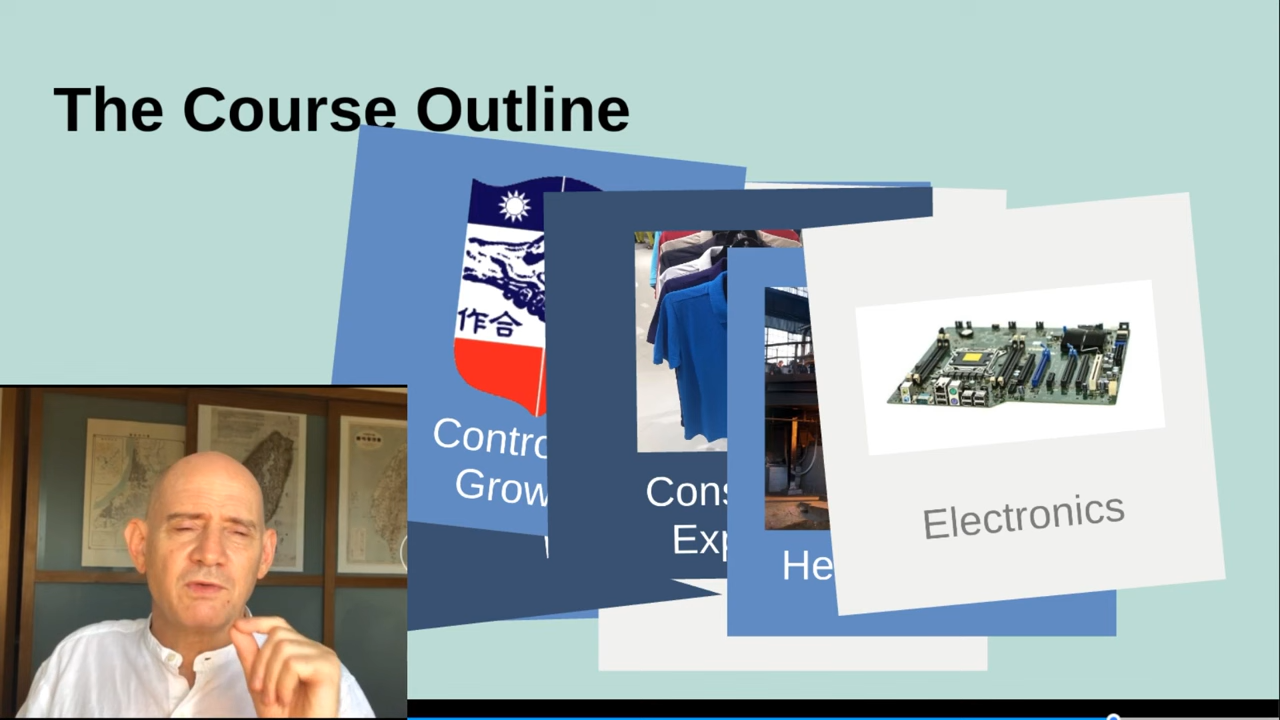 The Course Outline
作合
Contro
Grow
Cons
Exp
He
Electronics